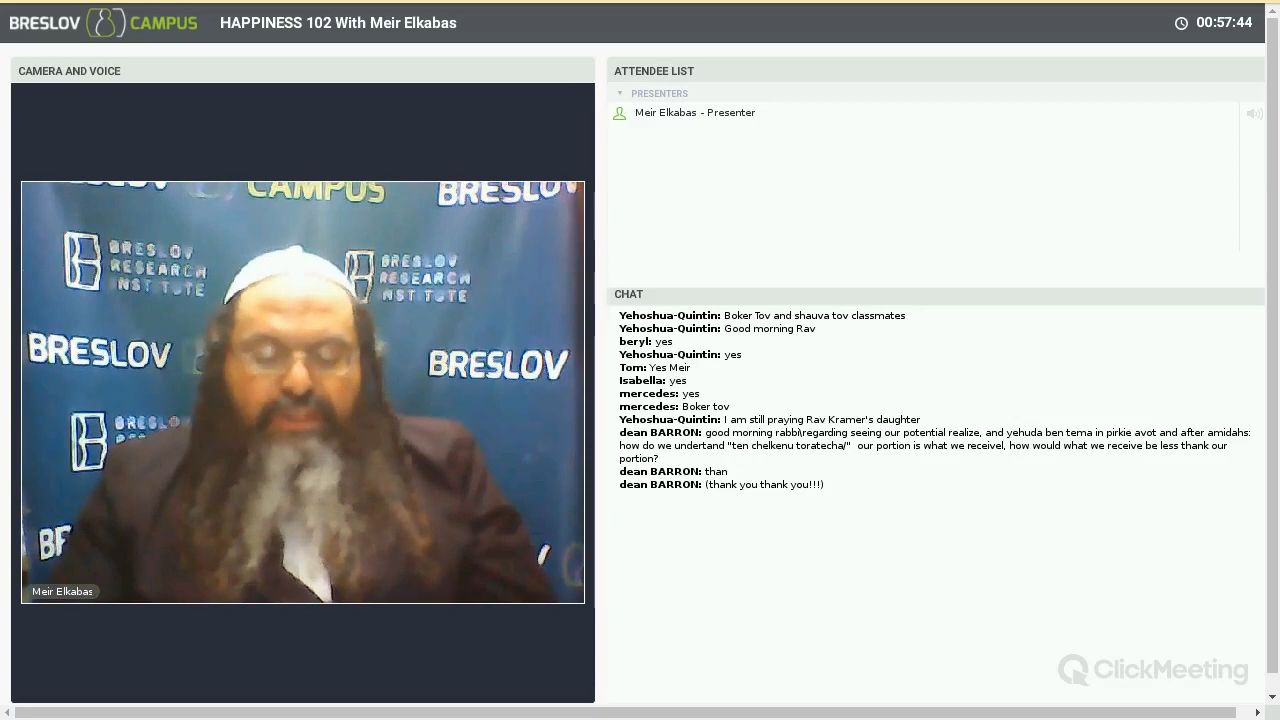 BRESLOV CAMPUS
HAPPINESS 102 With Meir Elkabas
00:57:44
CAMERA AND VOICE
CAMPUS
BRESLOV
BRESLOV
RESEARCH
INSTITUTE
BRESLOV
RESEARCH
INSTITUTE
BRESLOV
BRESLOV
BRESLO
Meir Elkabas
ATTENDEE LIST
PRESENTERS
Meir Elkabas - Presenter
CHAT
Yehoshua-Quintin: Boker Tov and shauva tov classmates
Yehoshua-Quintin: Good morning Rav
beryl: yes
Yehoshua-Quintin: yes
Tom: Yes Meir
Isabella: yes
mercedes: yes
mercedes: Boker tov
Yehoshua-Quintin: I am still praying Rav Kramer's daughter
dean BARRON: good morning rabbi\regarding seeing our potential realize, and yehuda ben tema in pirkie avot and after amidahs:
how do we undertand "ten chelkenu toratecha/"  our portion is what we receivel, how would what we receive be less thank our
portion?
dean BARRON: than
dean BARRON: (thank you thank you!!!)
ClickMeeting